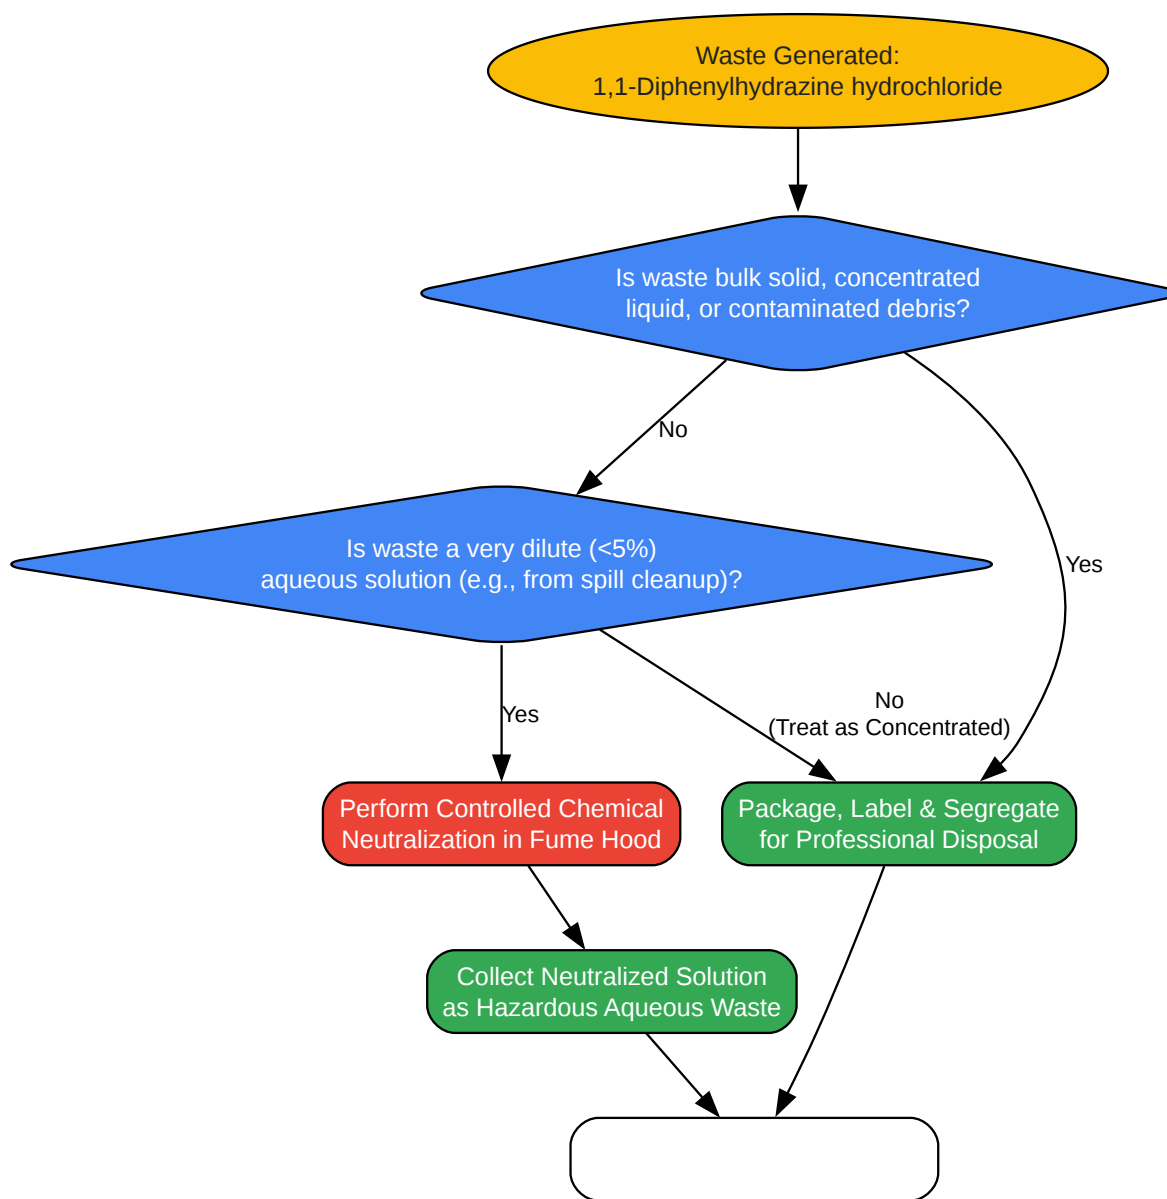 Waste Generated:
1,1-Diphenylhydrazine hydrochloride
Is waste bulk solid, concentrated
liquid, or contaminated debris?
No
Is waste a very dilute (<5%)
aqueous solution (e.g., from spill cleanup)?
Yes
Yes
No
(Treat as Concentrated)
Perform Controlled Chemical
Neutralization in Fume Hood
Package, Label & Segregate
for Professional Disposal
Collect Neutralized Solution
as Hazardous Aqueous Waste